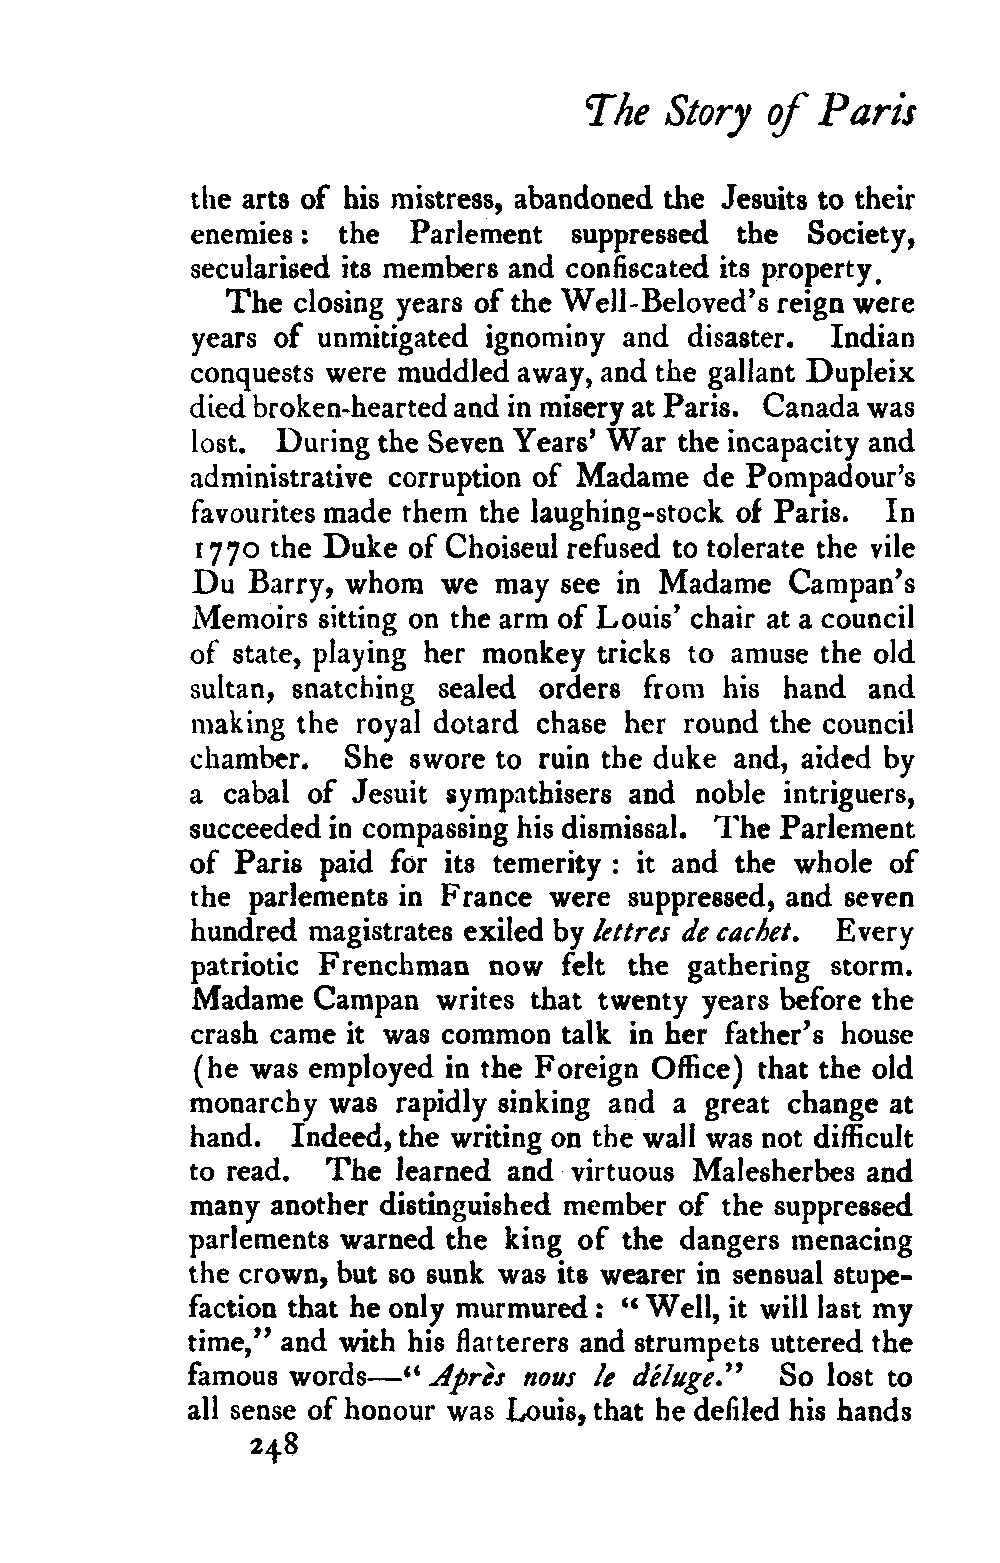 The Story of Paris
the arts of his mistress, abandoned the Jesuits to their
enemies : the Parlement suppressed the Society,
secularised its members and confiscated its property.
The closing years of the Well-Beloved's reign were
years of unmitigated ignominy and disaster. Indian
conquests were muddled away, and the gallant Dupleix
died broken-hearted and in misery at Paris. Canada was
lost. During the Seven Years' War the incapacity and
administrative corruption of Madame de Pompadour's
favourites made them the laughing-stock of Paris. In
1770 the Duke of Choiseul refused to tolerate the vile
Du Barry, whom we may see in Madame Campan's
Memoirs sitting on the arm of Louis' chair at a council
of state, playing her monkey tricks to amuse the old
sultan, snatching sealed orders from his hand and
making the royal dotard chase her round the council
chamber. She swore to ruin the duke and, aided by
a cabal of Jesuit sympathisers and noble intriguers,
succeeded in compassing his dismissal. The Parlement
of Paris paid for its temerity : it and the whole of
the parlements in France were suppressed, and seven
hundred magistrates exiled by lettres de cachet. Every
patriotic Frenchman now felt the gathering storm.
Madame Campan writes that twenty years before the
crash came it was common talk in her father's house
(he was employed in the Foreign Office) that the old
monarchy was rapidly sinking and a great change at
hand. Indeed, the writing on the wall was not difficult
to read. The learned and virtuous Malesherbes and
many another distinguished member of the suppressed
parlements warned the king of the dangers menacing
the crown, but so sunk was its wearer in sensual stupe-
faction that he only murmured : "Well, it will last my
time," and with his flatterers and strumpets uttered the
famous words—"Après nous le déluge." So lost to
all sense of honour was Louis, that he defiled his hands
248